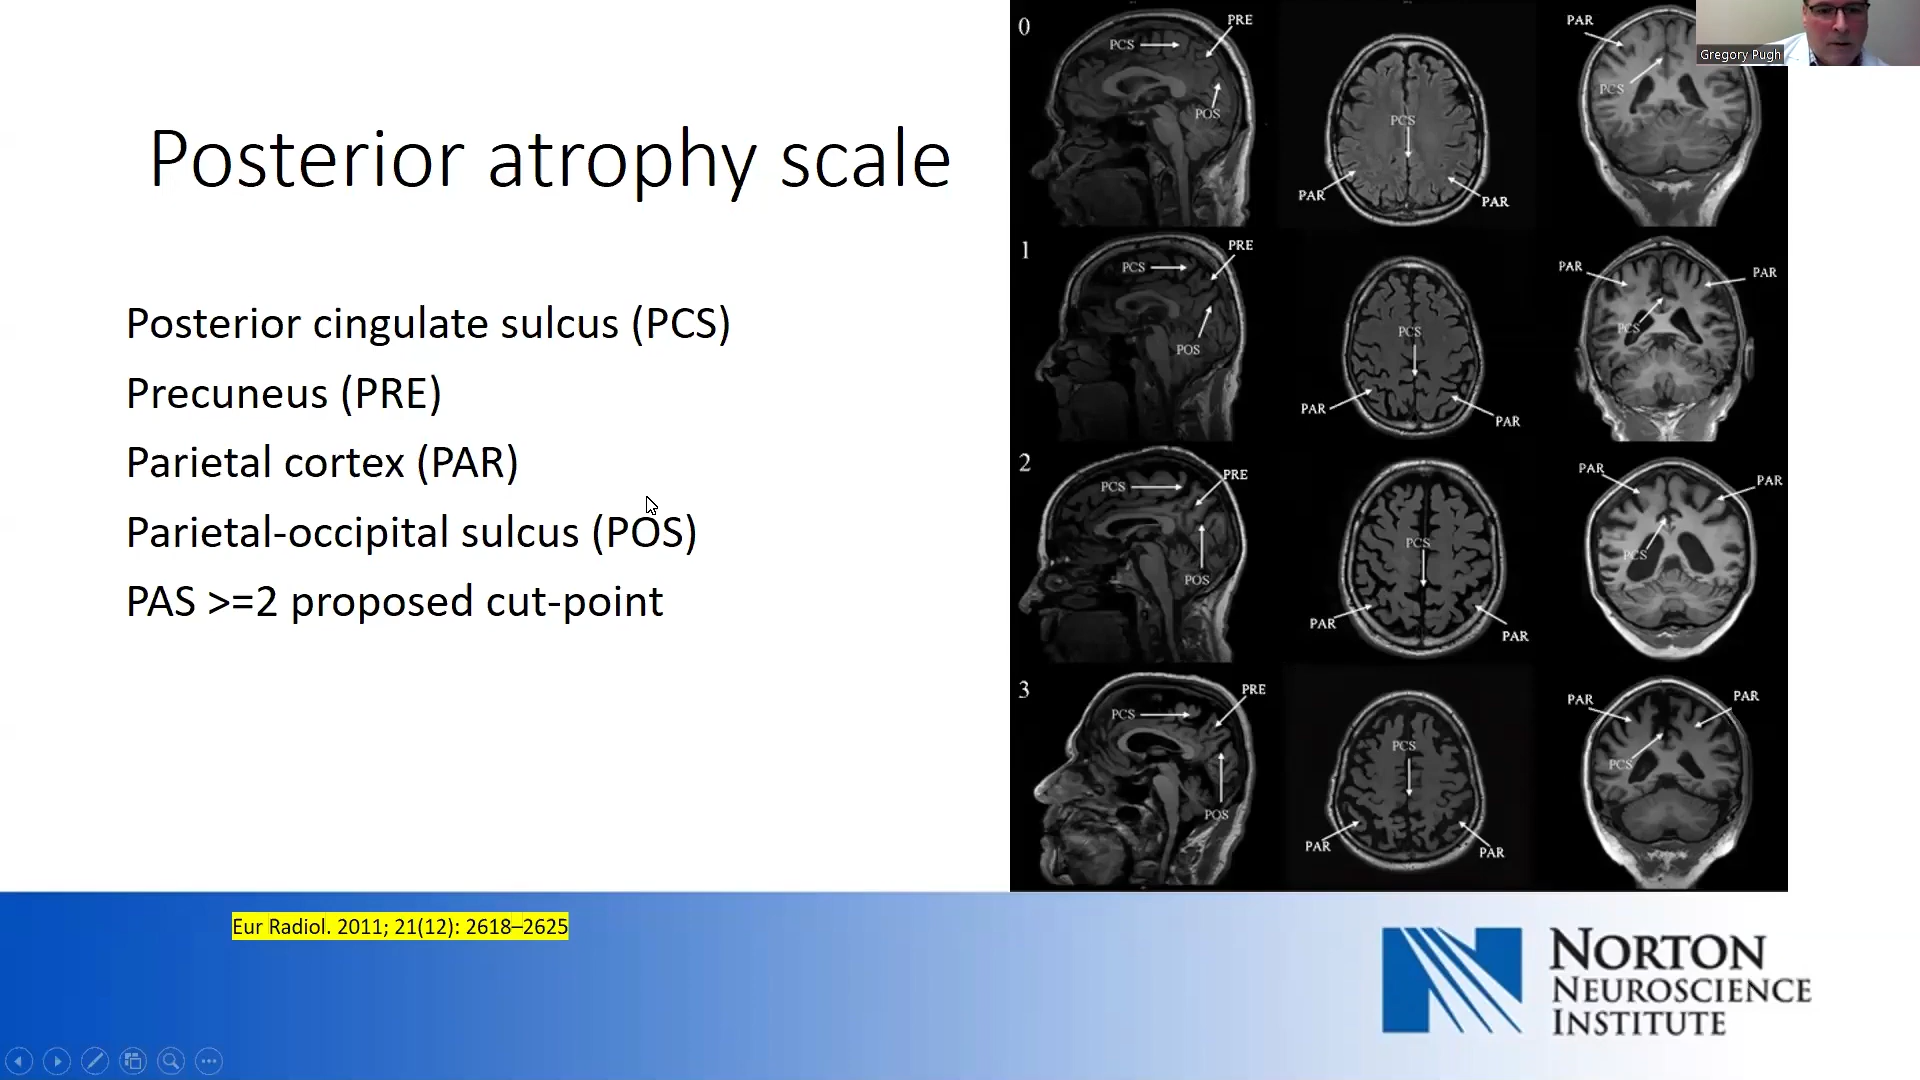 Posterior atrophy scale
Posterior cingulate sulcus (PCS)
Precuneus (PRE)
Parietal cortex (PAR)
Parietal-occipital sulcus (POS)
PAS >=2 proposed cut-point
0
PCS
PRE
POS
PCS
PAR
PAR
PAR
PCS
Gregory Pugh
1
PCS
PRE
POS
PCS
PAR
PAR
PAR
PAR
PCS
2
PCS
PRE
POS
PCS
PAR
PAR
PAR
PAR
PCS
3
PCS
PRE
POS
PCS
PAR
PAR
PAR
PAR
PCS
Eur Radiol. 2011; 21(12): 2618–2625
NORTON
NEUROSCIENCE
INSTITUTE